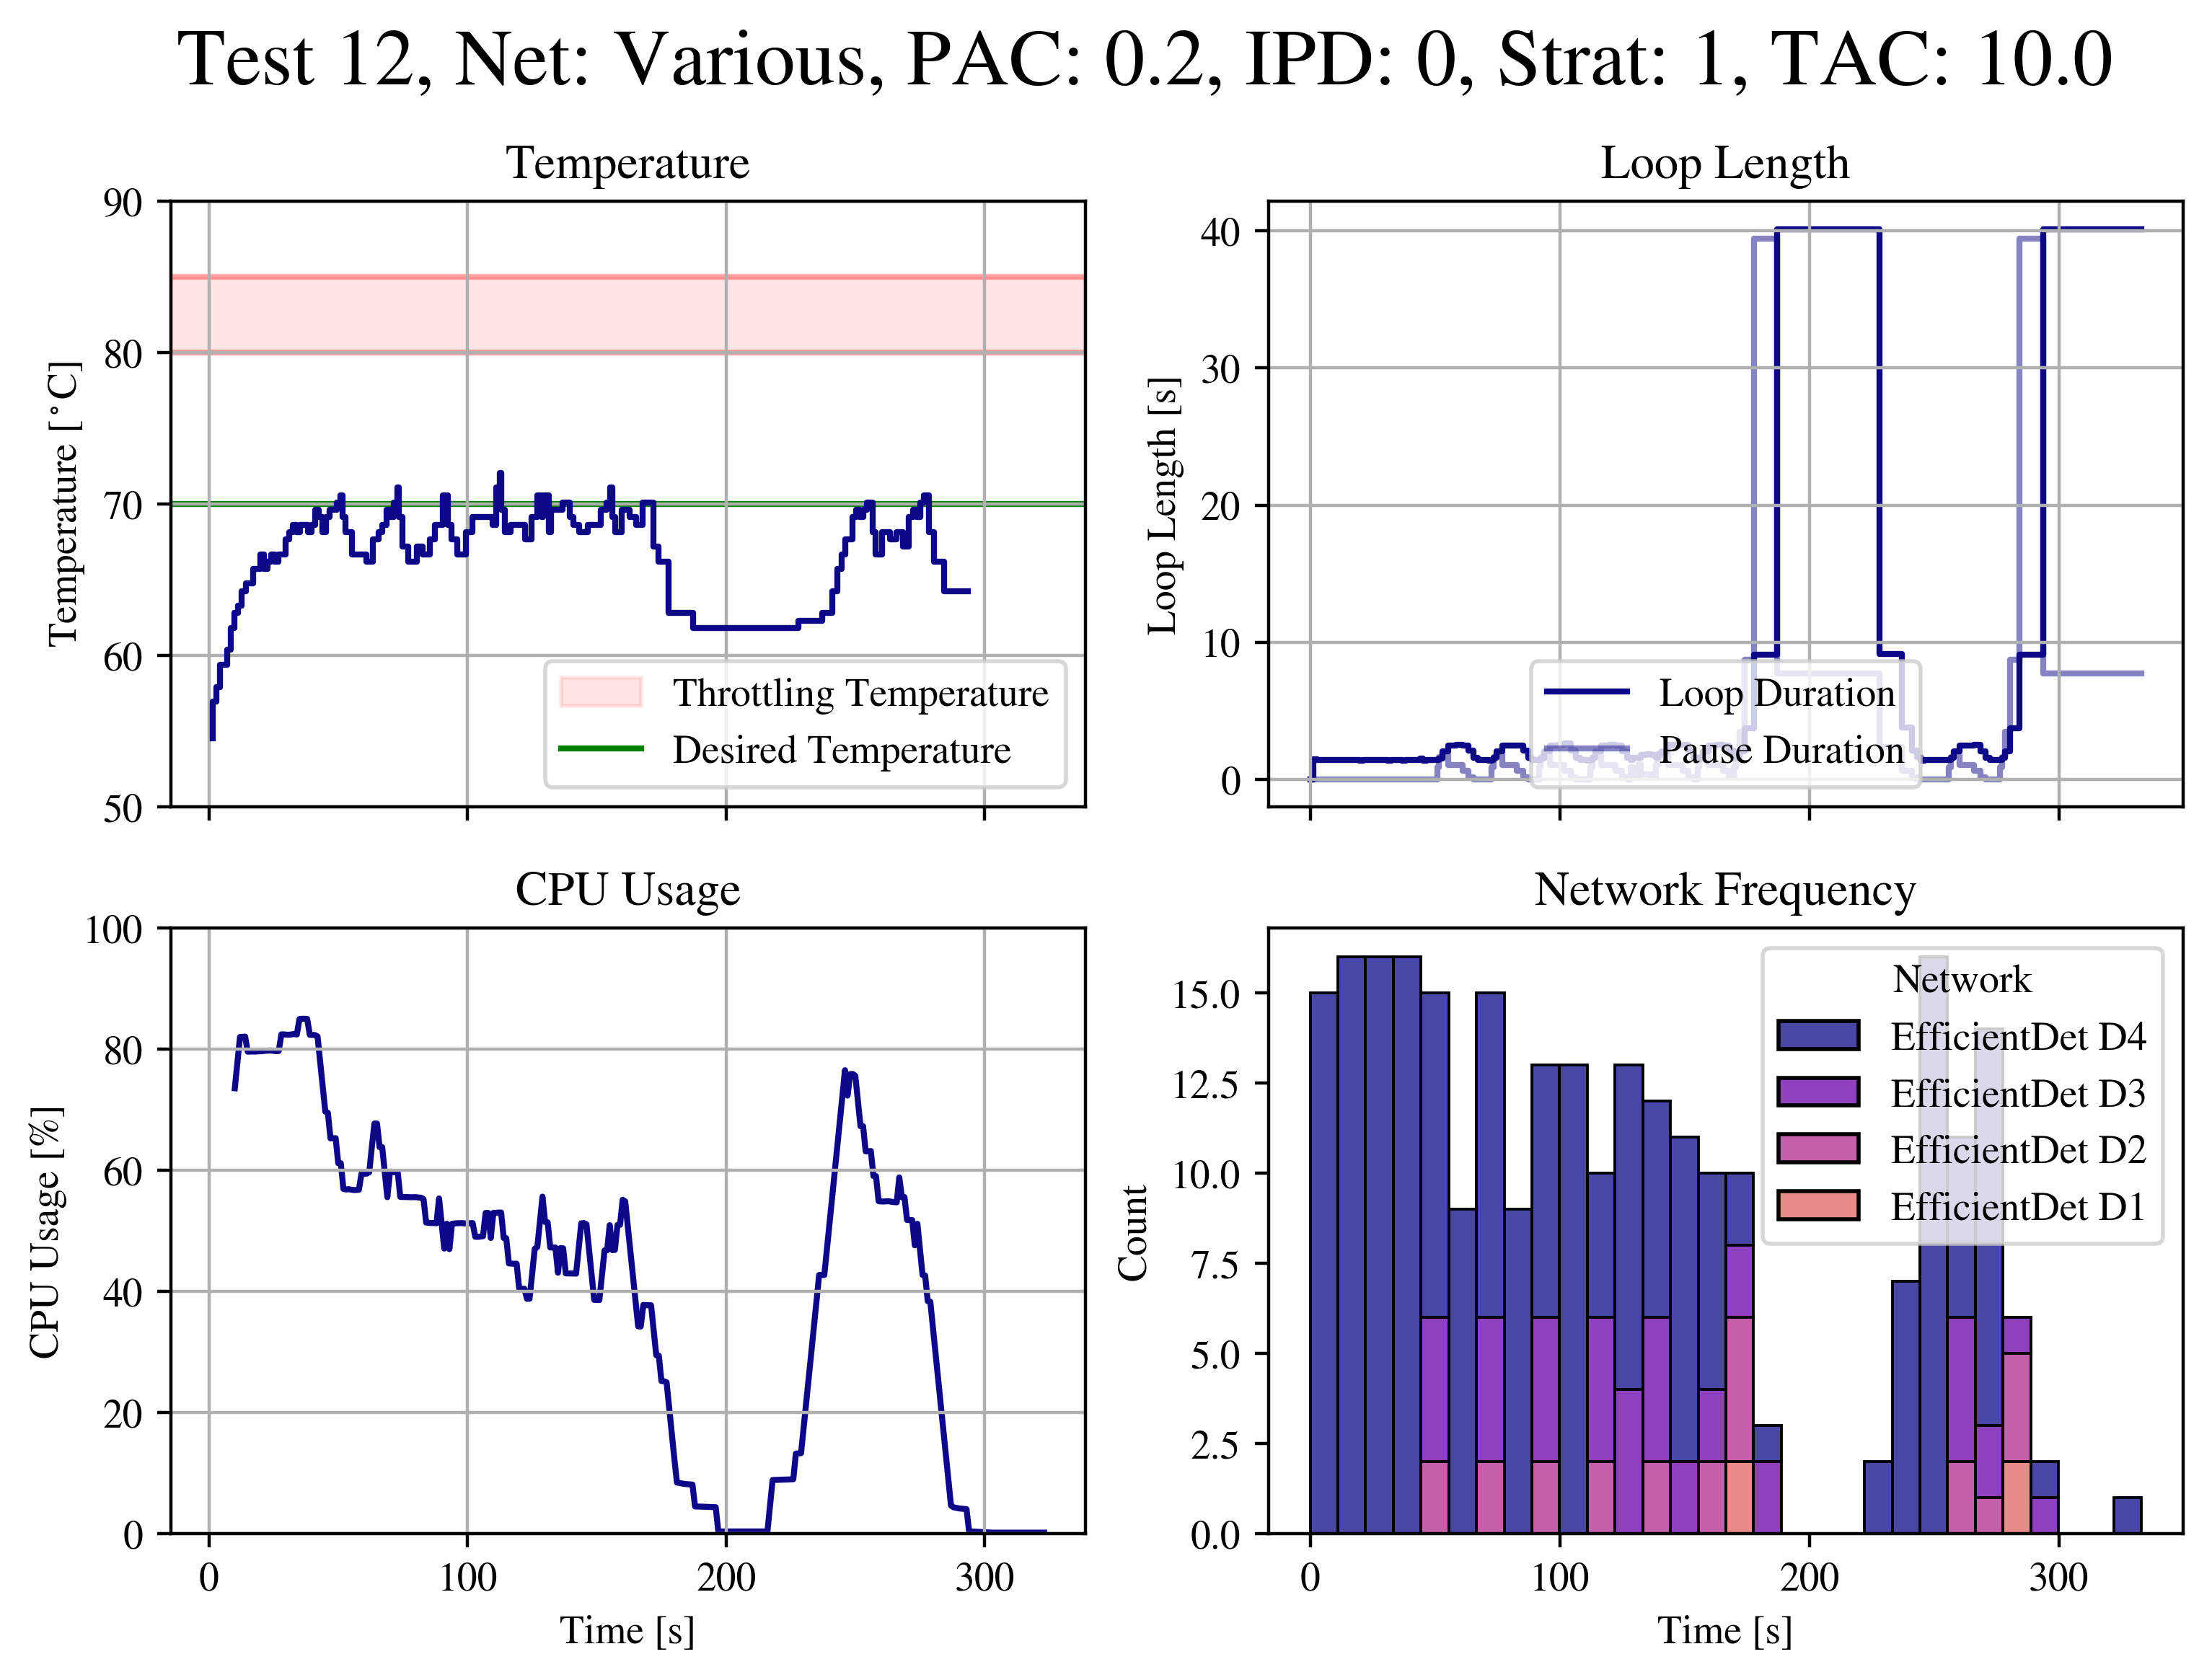 Test 12, Net: Various, PAC: 0.2, IPD: 0, Strat: 1, TAC: 10.0
Temperature
90
80
70
60
50
Temperature [°C]
Throttling Temperature
Desired Temperature
Loop Length
40
30
20
10
0
Loop Length [s]
Loop Duration
Pause Duration
CPU Usage
100
80
60
40
20
0
CPU Usage [%]
0 100 200 300
Time [s]
Network Frequency
15.0
12.5
10.0
7.5
5.0
2.5
0.0
Count
Network
EfficientDet D4
EfficientDet D3
EfficientDet D2
EfficientDet D1
0 100 200 300
Time [s]